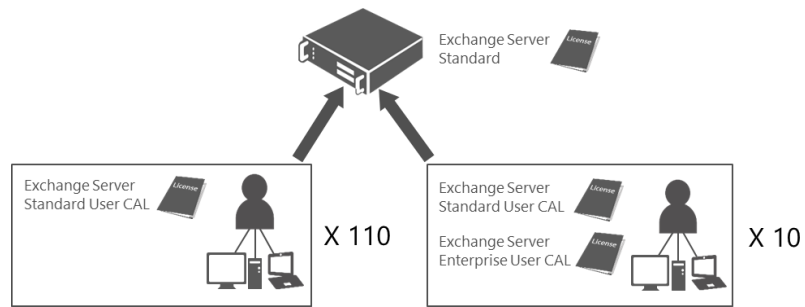 Exchange Server
Standard
License
Exchange Server
Standard User CAL
License
X 110
Exchange Server
Standard User CAL
License
Exchange Server
Enterprise User CAL
License
X 10